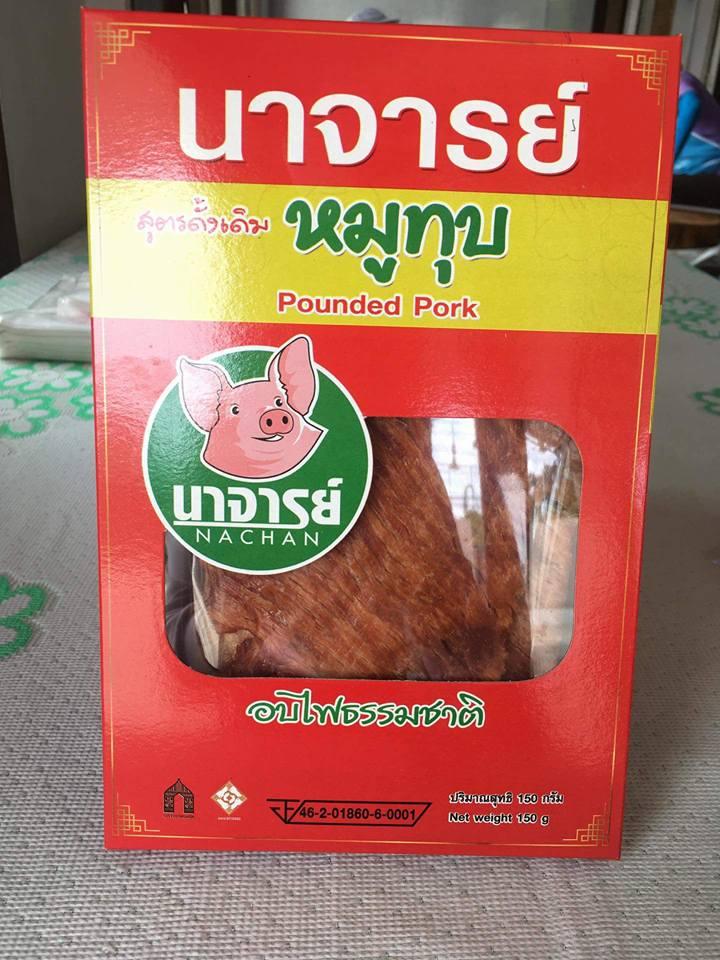 นาจารย์
สูตรดั้งเดิม หมูทุบ
Pounded Pork
นาจารย์
NACHAN
อบไฟธรรมชาติ
46-2-01860-6-0001
ปริมาณสุทธิ 150 กรัม
Net weight 150 g